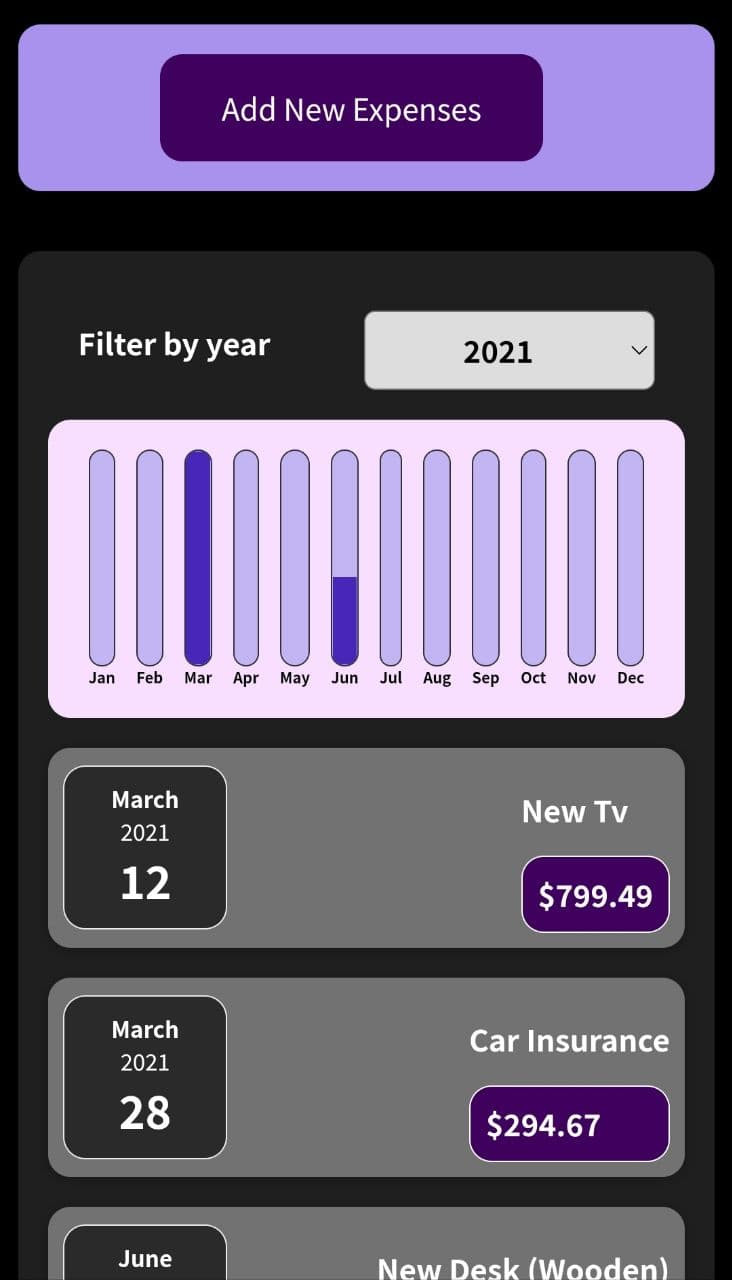 Add New Expenses
Filter by year
2021
Jan Feb Mar Apr May Jun Jul Aug Sep Oct Nov Dec
March
2021
12
New Tv
$799.49
March
2021
28
Car Insurance
$294.67
June
New Desk (Wooden)